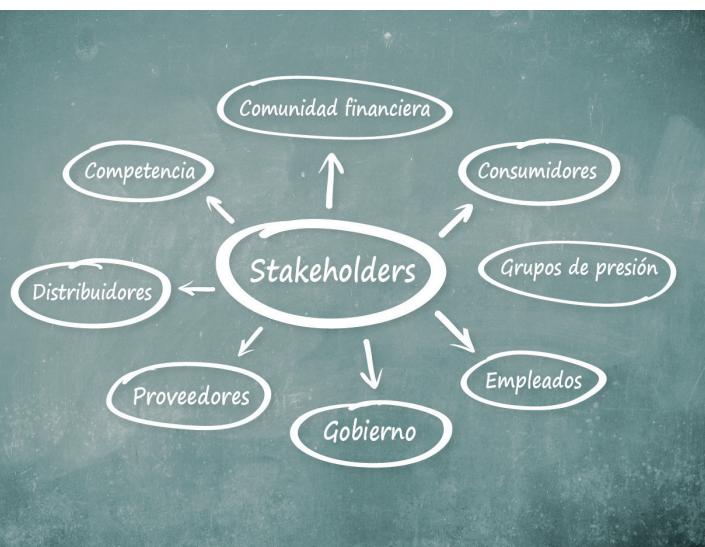 Comunidad financiera
Competencia
Consumidores
Stakeholders
Grupos de presión
Distribuidores
Empleados
Proveedores
Gobierno